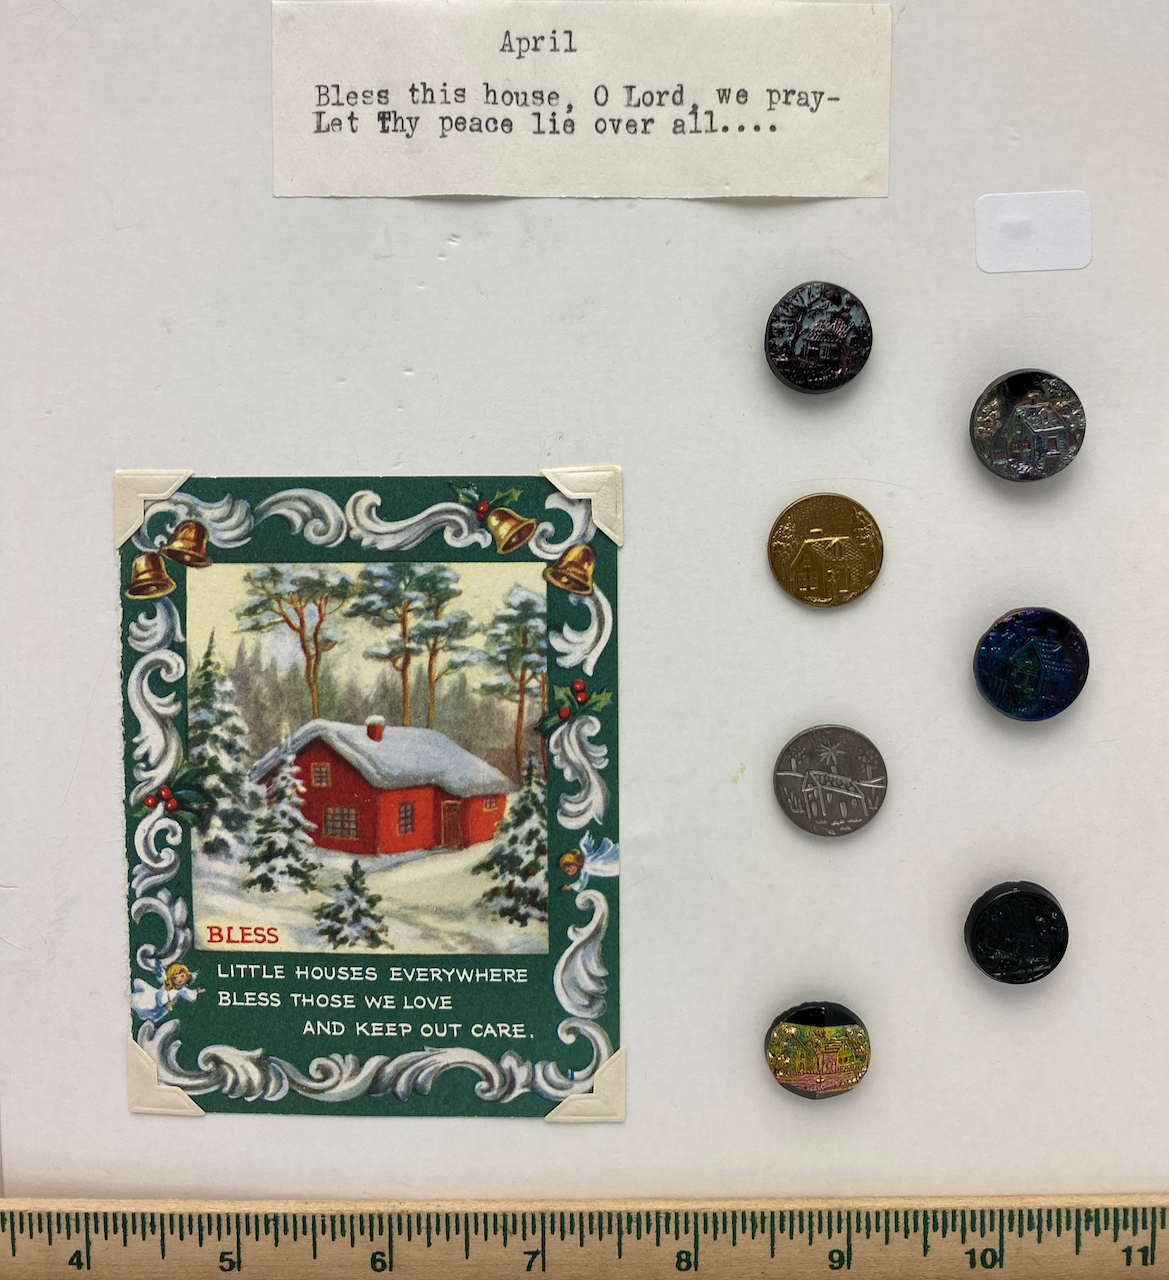 April
Bless this house, O Lord, we pray-
Let Thy peace lie over all....
BLESS
LITTLE HOUSES EVERYWHERE
BLESS THOSE WE LOVE
AND KEEP OUT CARE.
4 5 6 7 8 9 10 11